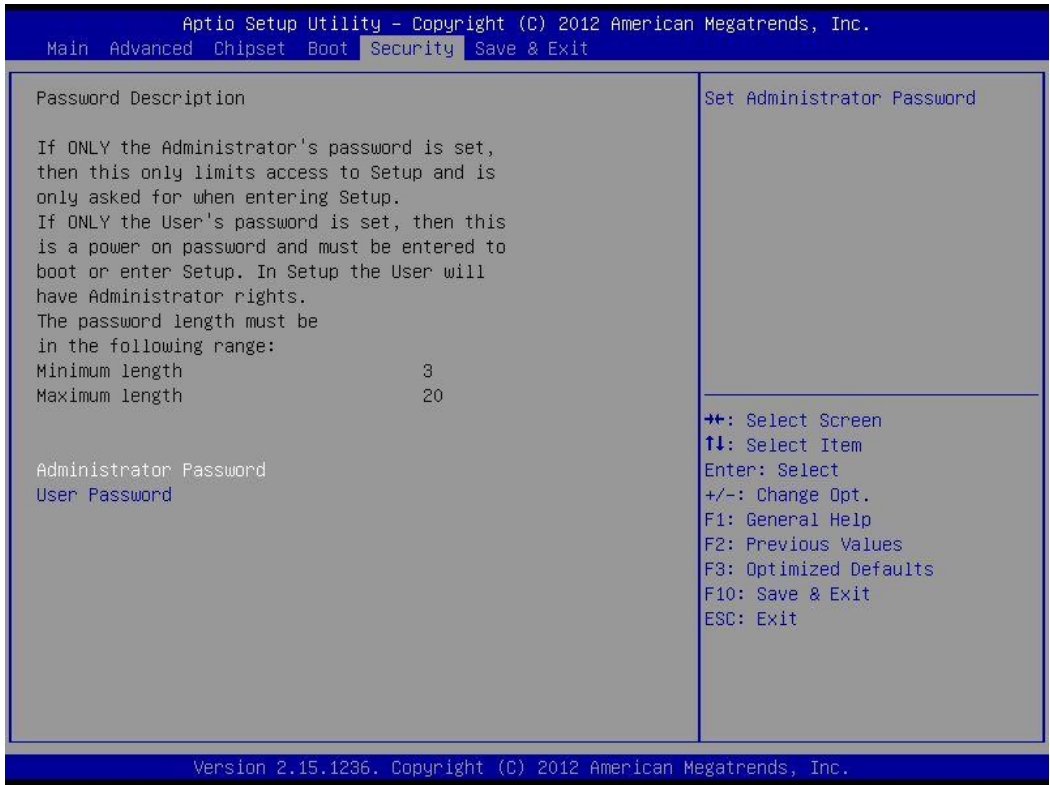 Aptio Setup Utility – Copyright (C) 2012 American Megatrends, Inc.
Main Advanced Chipset Boot Security Save & Exit
Password Description
If ONLY the Administrator's password is set,
then this only limits access to Setup and is
only asked for when entering Setup.
If ONLY the User's password is set, then this
is a power on password and must be entered to
boot or enter Setup. In Setup the User will
have Administrator rights.
The password length must be
in the following range:
Minimum length 3
Maximum length 20
Administrator Password
User Password
Set Administrator Password
→←: Select Screen
↑↓: Select Item
Enter: Select
+/-: Change Opt.
F1: General Help
F2: Previous Values
F3: Optimized Defaults
F10: Save & Exit
ESC: Exit
Version 2.15.1236. Copyright (C) 2012 American Megatrends, Inc.